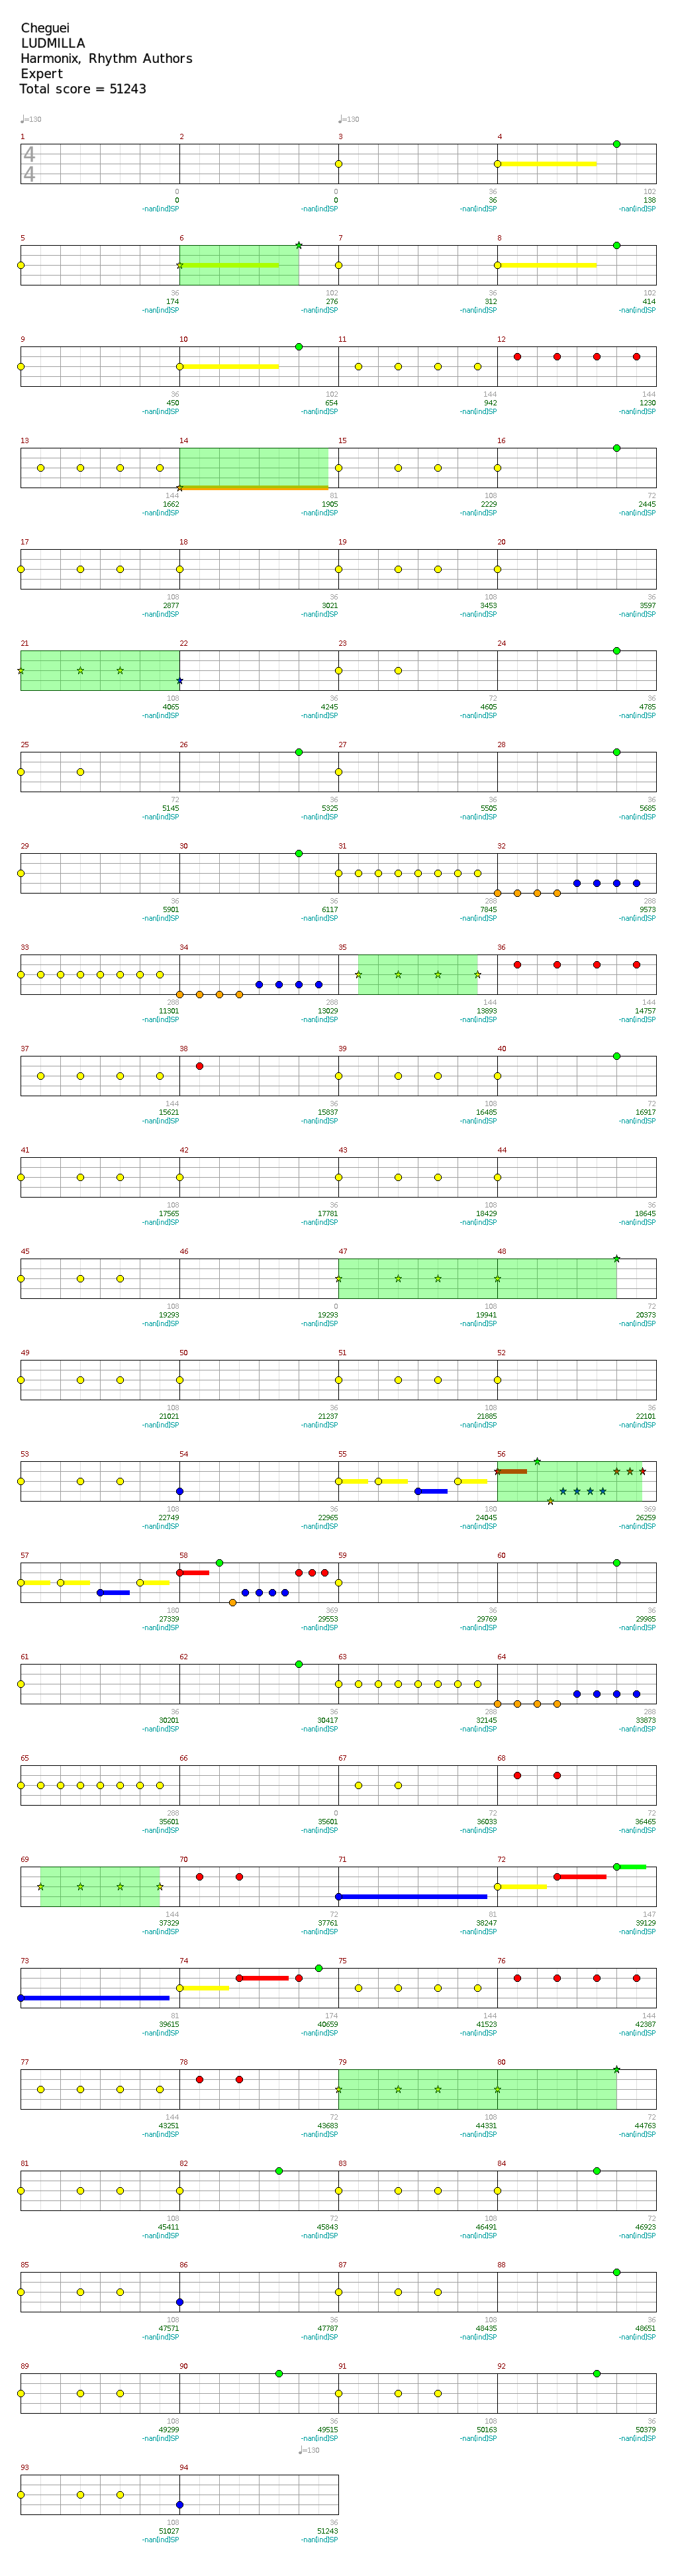 Cheguei
LUDMILLA
Harmonix, Rhythm Authors
Expert
Total score = 51243
♩=130 ♩=130
1 2 3 4
4
4
0 0 36 102
0 0 36 138
-nan(ind)SP -nan(ind)SP -nan(ind)SP -nan(ind)SP
5 6 7 8
36 102 36 102
174 276 312 414
-nan(ind)SP -nan(ind)SP -nan(ind)SP -nan(ind)SP
9 10 11 12
36 102 144 144
450 654 942 1230
-nan(ind)SP -nan(ind)SP -nan(ind)SP -nan(ind)SP
13 14 15 16
144 81 108 72
1662 1905 2229 2445
-nan(ind)SP -nan(ind)SP -nan(ind)SP -nan(ind)SP
17 18 19 20
108 36 108 36
2877 3021 3453 3597
-nan(ind)SP -nan(ind)SP -nan(ind)SP -nan(ind)SP
21 22 23 24
108 36 72 36
4065 4245 4605 4785
-nan(ind)SP -nan(ind)SP -nan(ind)SP -nan(ind)SP
25 26 27 28
72 36 36 36
5145 5325 5505 5685
-nan(ind)SP -nan(ind)SP -nan(ind)SP -nan(ind)SP
29 30 31 32
36 36 288 288
5901 6117 7845 9573
-nan(ind)SP -nan(ind)SP -nan(ind)SP -nan(ind)SP
33 34 35 36
288 288 144 144
11301 13029 13893 14757
-nan(ind)SP -nan(ind)SP -nan(ind)SP -nan(ind)SP
37 38 39 40
144 36 108 72
15621 15837 16485 16917
-nan(ind)SP -nan(ind)SP -nan(ind)SP -nan(ind)SP
41 42 43 44
108 36 108 36
17565 17781 18429 18645
-nan(ind)SP -nan(ind)SP -nan(ind)SP -nan(ind)SP
45 46 47 48
108 0 108 72
19293 19293 19941 20373
-nan(ind)SP -nan(ind)SP -nan(ind)SP -nan(ind)SP
49 50 51 52
108 36 108 36
21021 21237 21885 22101
-nan(ind)SP -nan(ind)SP -nan(ind)SP -nan(ind)SP
53 54 55 56
108 36 180 369
22749 22965 24045 26259
-nan(ind)SP -nan(ind)SP -nan(ind)SP -nan(ind)SP
57 58 59 60
180 369 36 36
27339 29553 29769 29985
-nan(ind)SP -nan(ind)SP -nan(ind)SP -nan(ind)SP
61 62 63 64
36 36 288 288
30201 30417 32145 33873
-nan(ind)SP -nan(ind)SP -nan(ind)SP -nan(ind)SP
65 66 67 68
288 0 72 72
35601 35601 36033 36465
-nan(ind)SP -nan(ind)SP -nan(ind)SP -nan(ind)SP
69 70 71 72
144 72 81 147
37329 37761 38247 39129
-nan(ind)SP -nan(ind)SP -nan(ind)SP -nan(ind)SP
73 74 75 76
81 174 144 144
39615 40659 41523 42387
-nan(ind)SP -nan(ind)SP -nan(ind)SP -nan(ind)SP
77 78 79 80
144 72 108 72
43251 43683 44331 44763
-nan(ind)SP -nan(ind)SP -nan(ind)SP -nan(ind)SP
81 82 83 84
108 72 108 72
45411 45843 46491 46923
-nan(ind)SP -nan(ind)SP -nan(ind)SP -nan(ind)SP
85 86 87 88
108 36 108 36
47571 47787 48435 48651
-nan(ind)SP -nan(ind)SP -nan(ind)SP -nan(ind)SP
89 90 91 92
108 36 108 36
49299 49515 50163 50379
-nan(ind)SP -nan(ind)SP -nan(ind)SP -nan(ind)SP
♩=130
93 94
108 36
51027 51243
-nan(ind)SP -nan(ind)SP